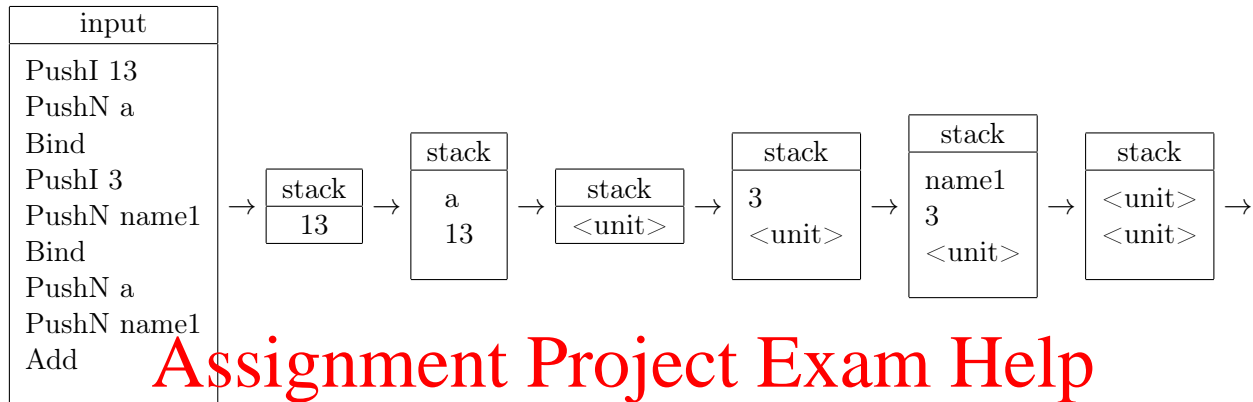 input
PushI 13
PushN a
Bind
PushI 3
PushN name1
Bind
PushN a
PushN name1
Add
→
stack
13
→
stack
a
13
→
stack
<unit>
→
stack
3
<unit>
→
stack
name1
3
<unit>
→
stack
<unit>
<unit>
→
Assignment Project Exam Help